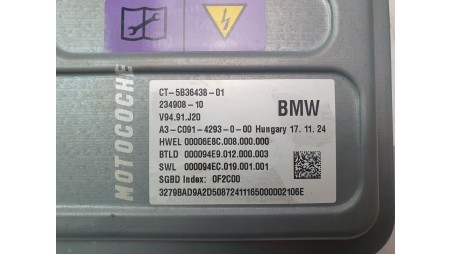 MOTOCOCHE
CT-5B36438-01
234908-10
V94.91.J20
BMW
A3-C091-4293-0-00 Hungary 17. 11. 24
HWEL 00006E8C.008.000.000
BTLD 000094E9.012.000.003
SWL 000094EC.019.001.001
SGBD Index: 0F2C00
3279BAD9A2D50872411165000002106E